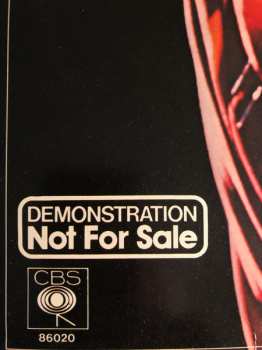 DEMONSTRATION
Not For Sale
CBS
86020